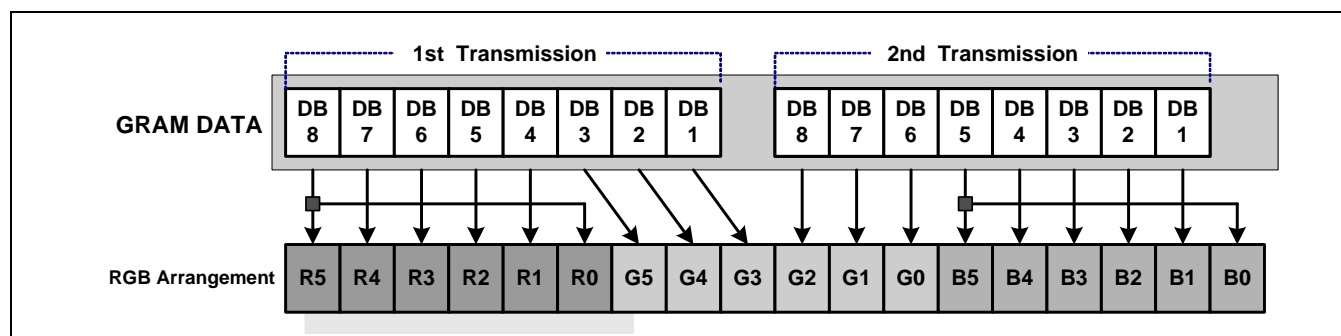 1st Transmission 2nd Transmission
GRAM DATA
DB 8 DB 7 DB 6 DB 5 DB 4 DB 3 DB 2 DB 1 DB 8 DB 7 DB 6 DB 5 DB 4 DB 3 DB 2 DB 1
RGB Arrangement R5 R4 R3 R2 R1 R0 G5 G4 G3 G2 G1 G0 B5 B4 B3 B2 B1 B0